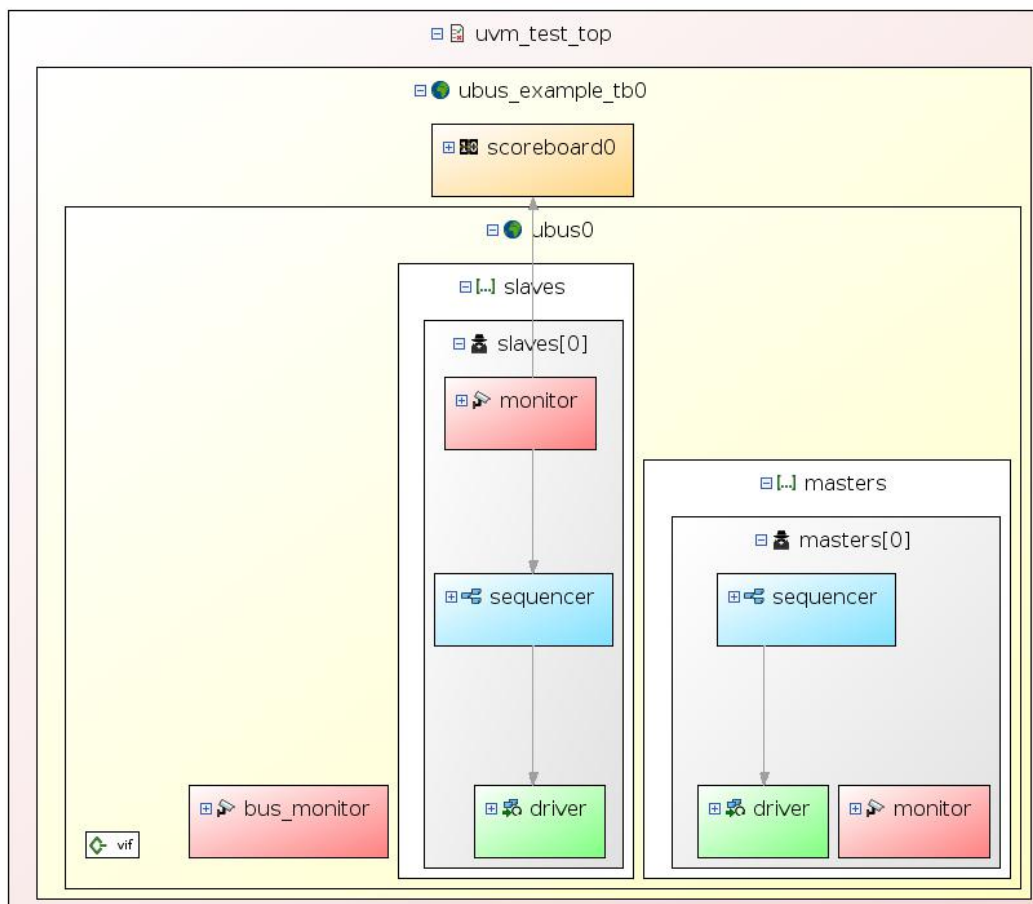 uvm_test_top
ubus_example_tb0
scoreboard0
ubus0
[...] slaves
slaves[0]
monitor
[...] masters
masters[0]
sequencer
sequencer
bus_monitor
driver
driver
monitor
vif